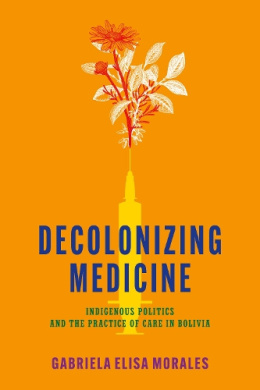 DECOLONIZING
MEDICINE
INDIGENOUS POLITICS
AND THE PRACTICE OF CARE IN BOLIVIA
GABRIELA ELISA MORALES